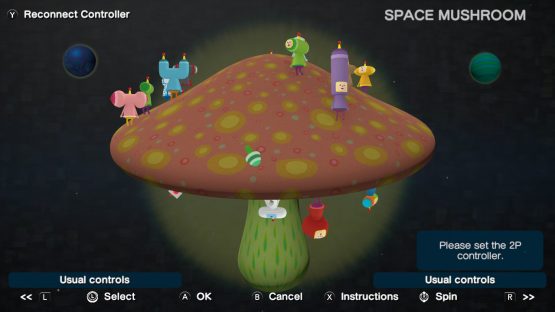 Y Reconnect Controller
SPACE MUSHROOM
Please set the 2P
controller.
Usual controls
Usual controls
<< L
L Select
A OK
B Cancel
X Instructions
Spin
R >>